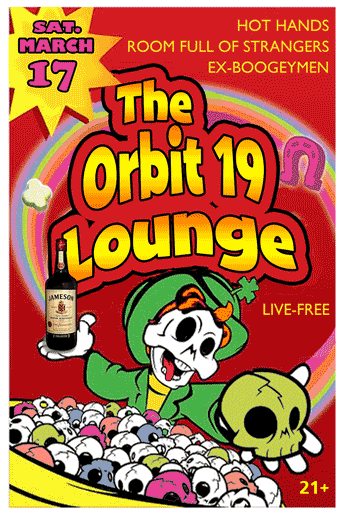 SAT.
MARCH
17
HOT HANDS
ROOM FULL OF STRANGERS
EX-BOOGEYMEN
The
Orbit 19
Lounge
JAMESON
LIVE-FREE
21+